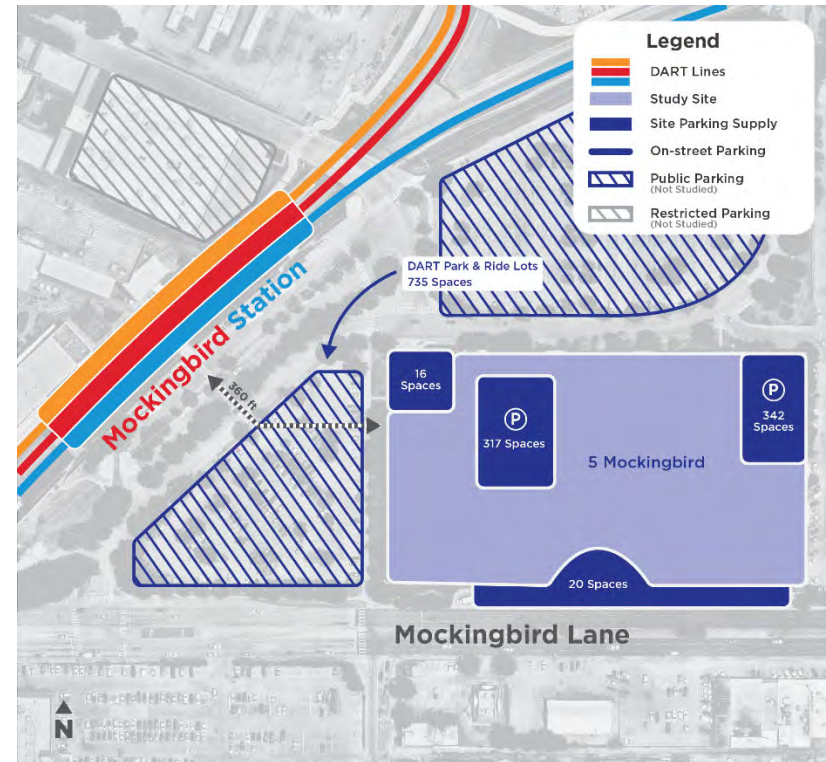 Legend
DART Lines
Study Site
Site Parking Supply
On-street Parking
Public Parking
(Not Studied)
Restricted Parking
(Not Studied)
DART Park & Ride Lots
735 Spaces
Mockingbird Station
360 ft
16
Spaces
P
317 Spaces
P
342
Spaces
5 Mockingbird
20 Spaces
Mockingbird Lane
N